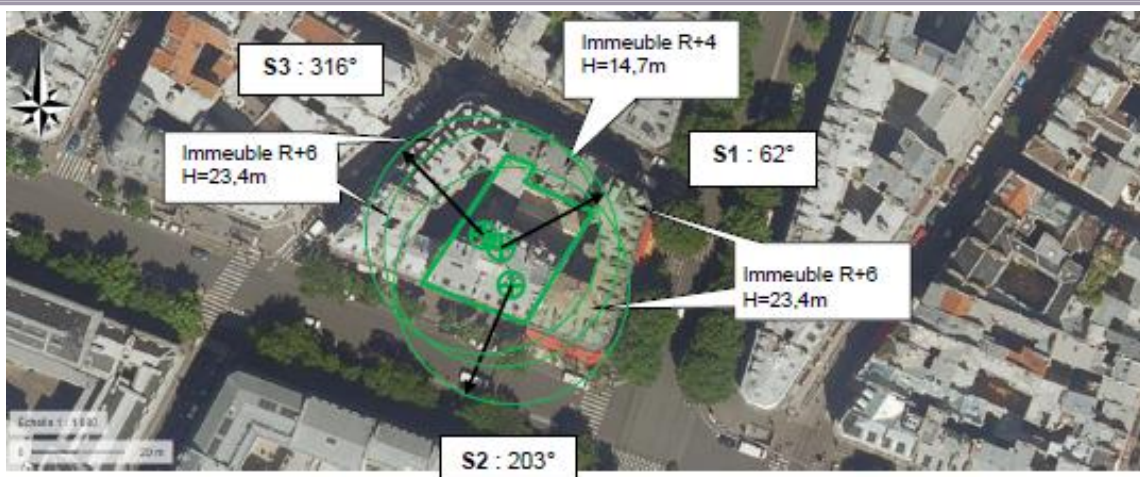 S3 : 316°
Immeuble R+4
H=14,7m
Immeuble R+6
H=23,4m
S1 : 62°
Immeuble R+6
H=23,4m
S2 : 203°
0
20 m